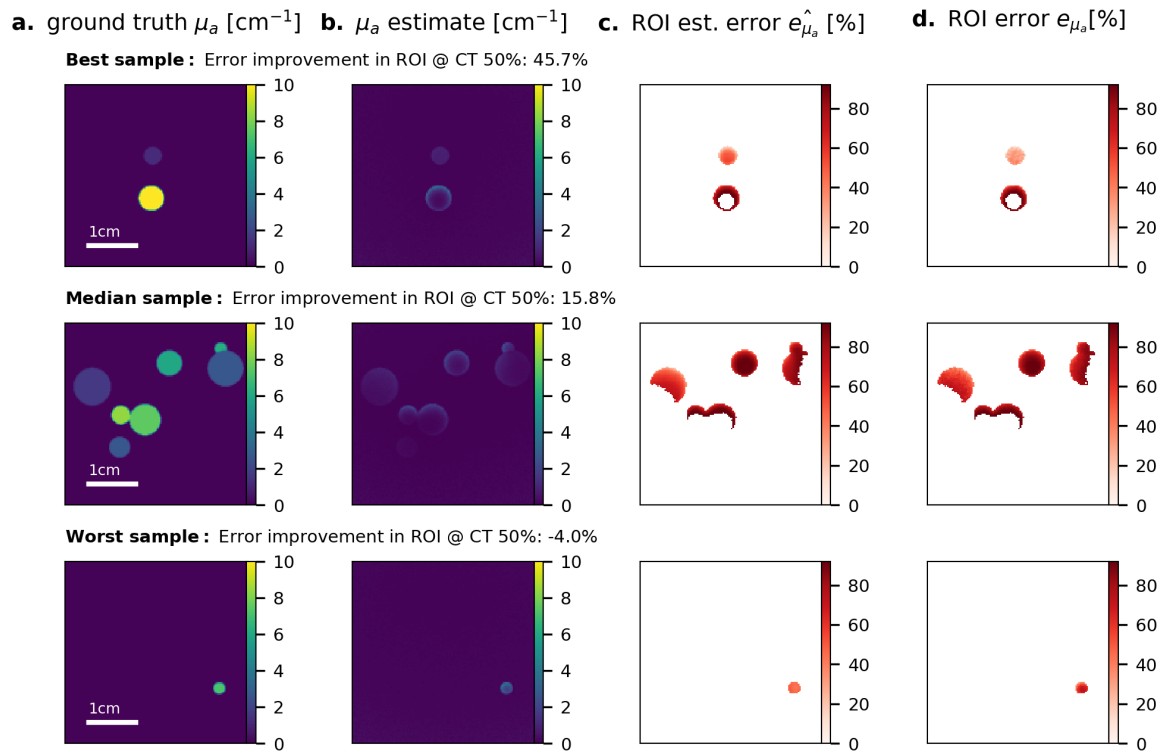 a. ground truth μₐ [cm⁻¹] b. μₐ estimate [cm⁻¹] c. ROI est. error e_μ̂ₐ [%] d. ROI error e_μₐ[%]
Best sample: Error improvement in ROI @ CT 50%: 45.7%
10 10 80 80
8 8 60 60
6 6 40 40
4 4 20 20
2 2 0 0
0 0
1cm
Median sample: Error improvement in ROI @ CT 50%: 15.8%
10 10 80 80
8 8 60 60
6 6 40 40
4 4 20 20
2 2 0 0
0 0
1cm
Worst sample: Error improvement in ROI @ CT 50%: -4.0%
10 10 80 80
8 8 60 60
6 6 40 40
4 4 20 20
2 2 0 0
0 0
1cm